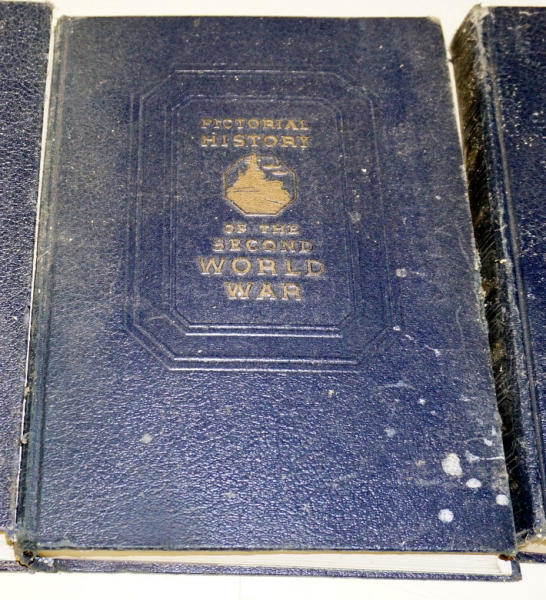 PICTORIAL
HISTORY
OF THE
SECOND
WORLD
WAR